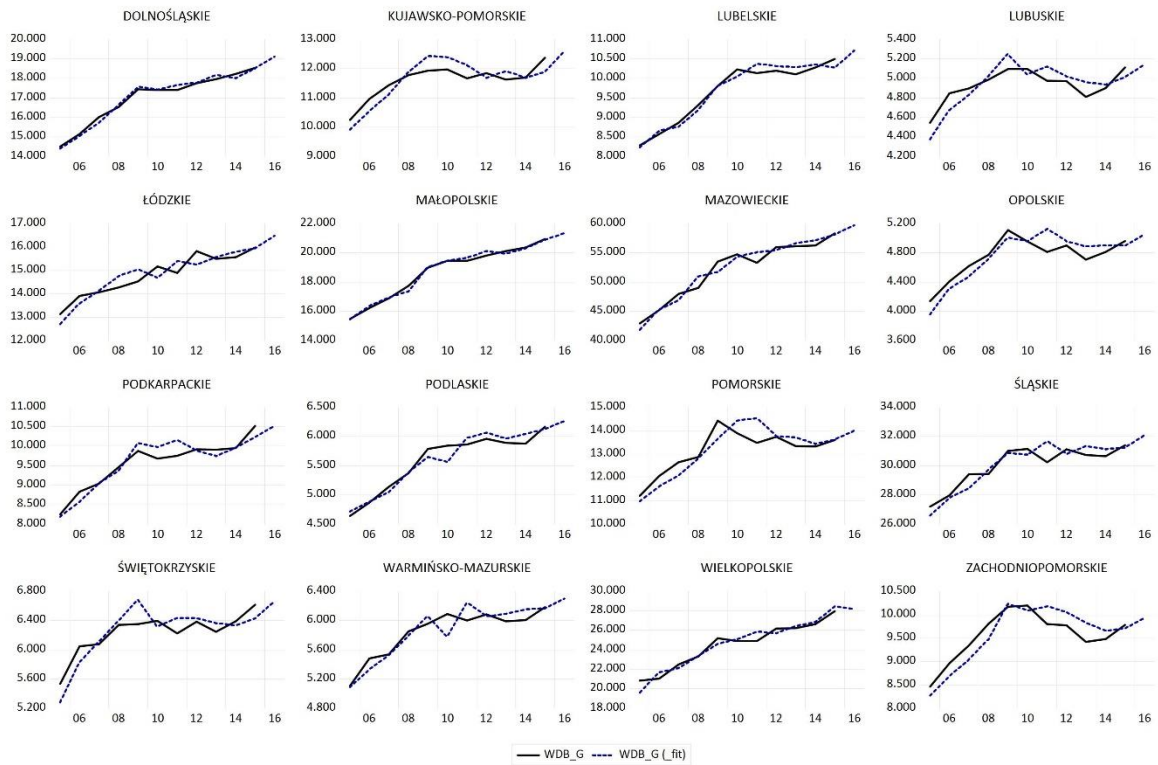 DOLNOŚLĄSKIE
20.000
19.000
18.000
17.000
16.000
15.000
14.000
06 08 10 12 14 16
KUJAWSKO-POMORSKIE
13.000
12.000
11.000
10.000
9.000
06 08 10 12 14 16
LUBELSKIE
11.000
10.500
10.000
9.500
9.000
8.500
8.000
06 08 10 12 14 16
LUBUSKIE
5.400
5.200
5.000
4.800
4.600
4.400
4.200
06 08 10 12 14 16
ŁÓDZKIE
17.000
16.000
15.000
14.000
13.000
12.000
06 08 10 12 14 16
MAŁOPOLSKIE
22.000
20.000
18.000
16.000
14.000
06 08 10 12 14 16
MAZOWIECKIE
60.000
55.000
50.000
45.000
40.000
06 08 10 12 14 16
OPOLSKIE
5.200
4.800
4.400
4.000
3.600
06 08 10 12 14 16
PODKARPACKIE
11.000
10.500
10.000
9.500
9.000
8.500
8.000
06 08 10 12 14 16
PODLASKIE
6.500
6.000
5.500
5.000
4.500
06 08 10 12 14 16
POMORSKIE
15.000
14.000
13.000
12.000
11.000
10.000
06 08 10 12 14 16
ŚLĄSKIE
34.000
32.000
30.000
28.000
26.000
06 08 10 12 14 16
ŚWIĘTOKRZYSKIE
6.800
6.400
6.000
5.600
5.200
06 08 10 12 14 16
WARMIŃSKO-MAZURSKIE
6.400
6.000
5.600
5.200
4.800
06 08 10 12 14 16
WIELKOPOLSKIE
30.000
28.000
26.000
24.000
22.000
20.000
18.000
06 08 10 12 14 16
ZACHODNIOPOMORSKIE
10.500
10.000
9.500
9.000
8.500
8.000
06 08 10 12 14 16
WDB_G WDB_G (_fit)